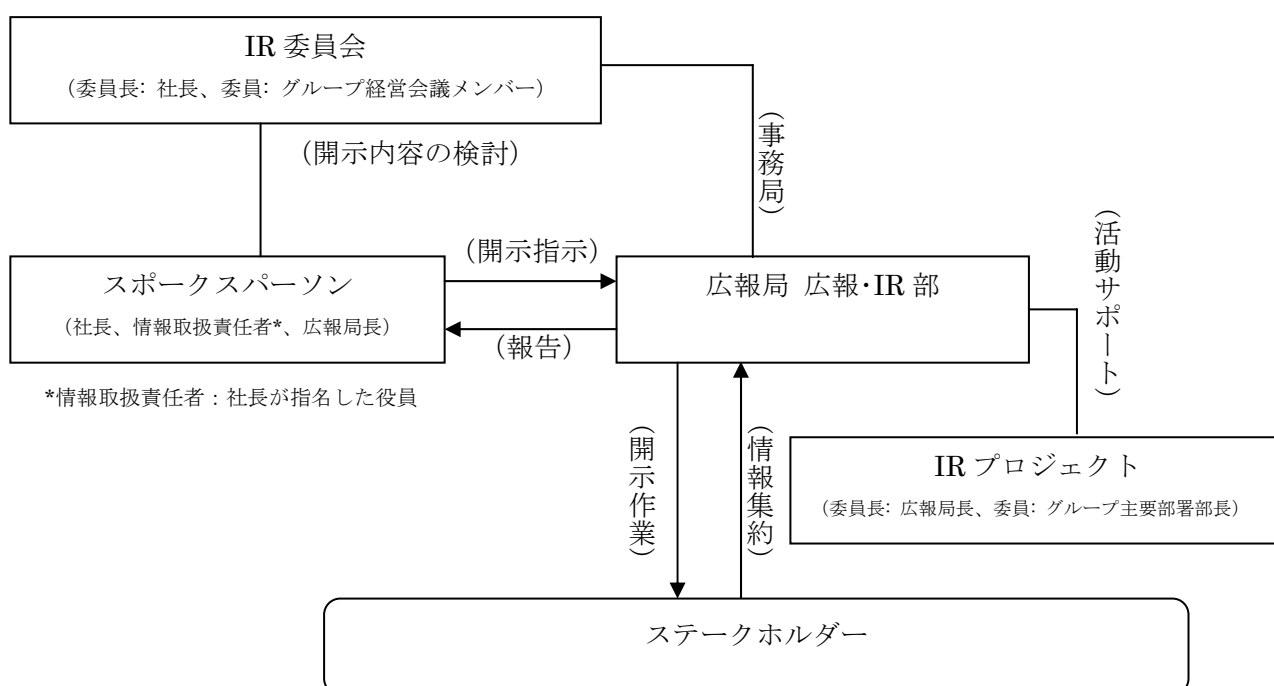 IR 委員会
(委員長: 社長、委員: グループ経営会議メンバー)
(開示内容の検討)
(事務局)
(活動サポート)
(開示指示)
スポークスパーソン
(社長、情報取扱責任者*、広報局長)
広報局 広報・IR 部
(報告)
*情報取扱責任者：社長が指名した役員
(開示作業)
(情報集約)
IR プロジェクト
(委員長: 広報局長、委員: グループ主要部署部長)
ステークホルダー